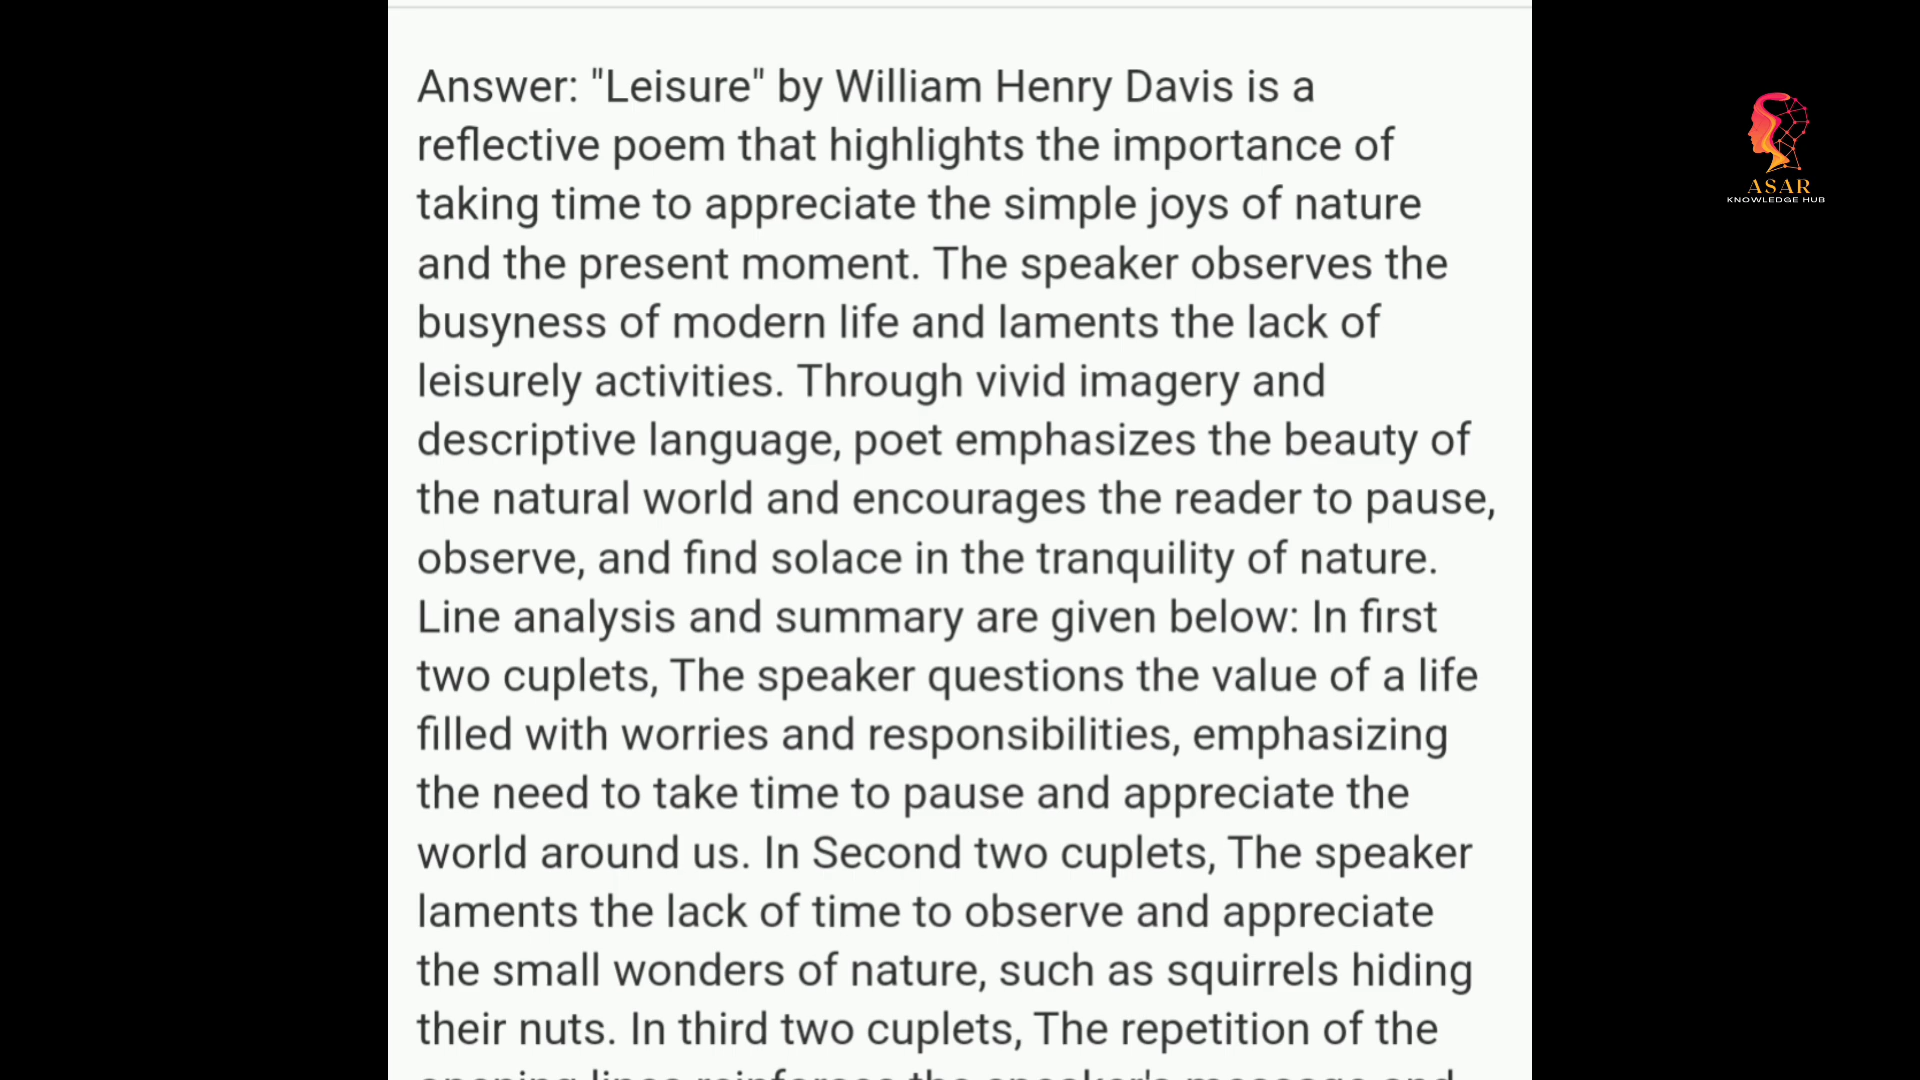 Answer: "Leisure" by William Henry Davis is a
reflective poem that highlights the importance of
taking time to appreciate the simple joys of nature
and the present moment. The speaker observes the
busyness of modern life and laments the lack of
leisurely activities. Through vivid imagery and
descriptive language, poet emphasizes the beauty of
the natural world and encourages the reader to pause,
observe, and find solace in the tranquility of nature.
Line analysis and summary are given below: In first
two cuplets, The speaker questions the value of a life
filled with worries and responsibilities, emphasizing
the need to take time to pause and appreciate the
world around us. In Second two cuplets, The speaker
laments the lack of time to observe and appreciate
the small wonders of nature, such as squirrels hiding
their nuts. In third two cuplets, The repetition of the
opening lines reinforces the speaker's message and
ASAR
KNOWLEDGE HUB